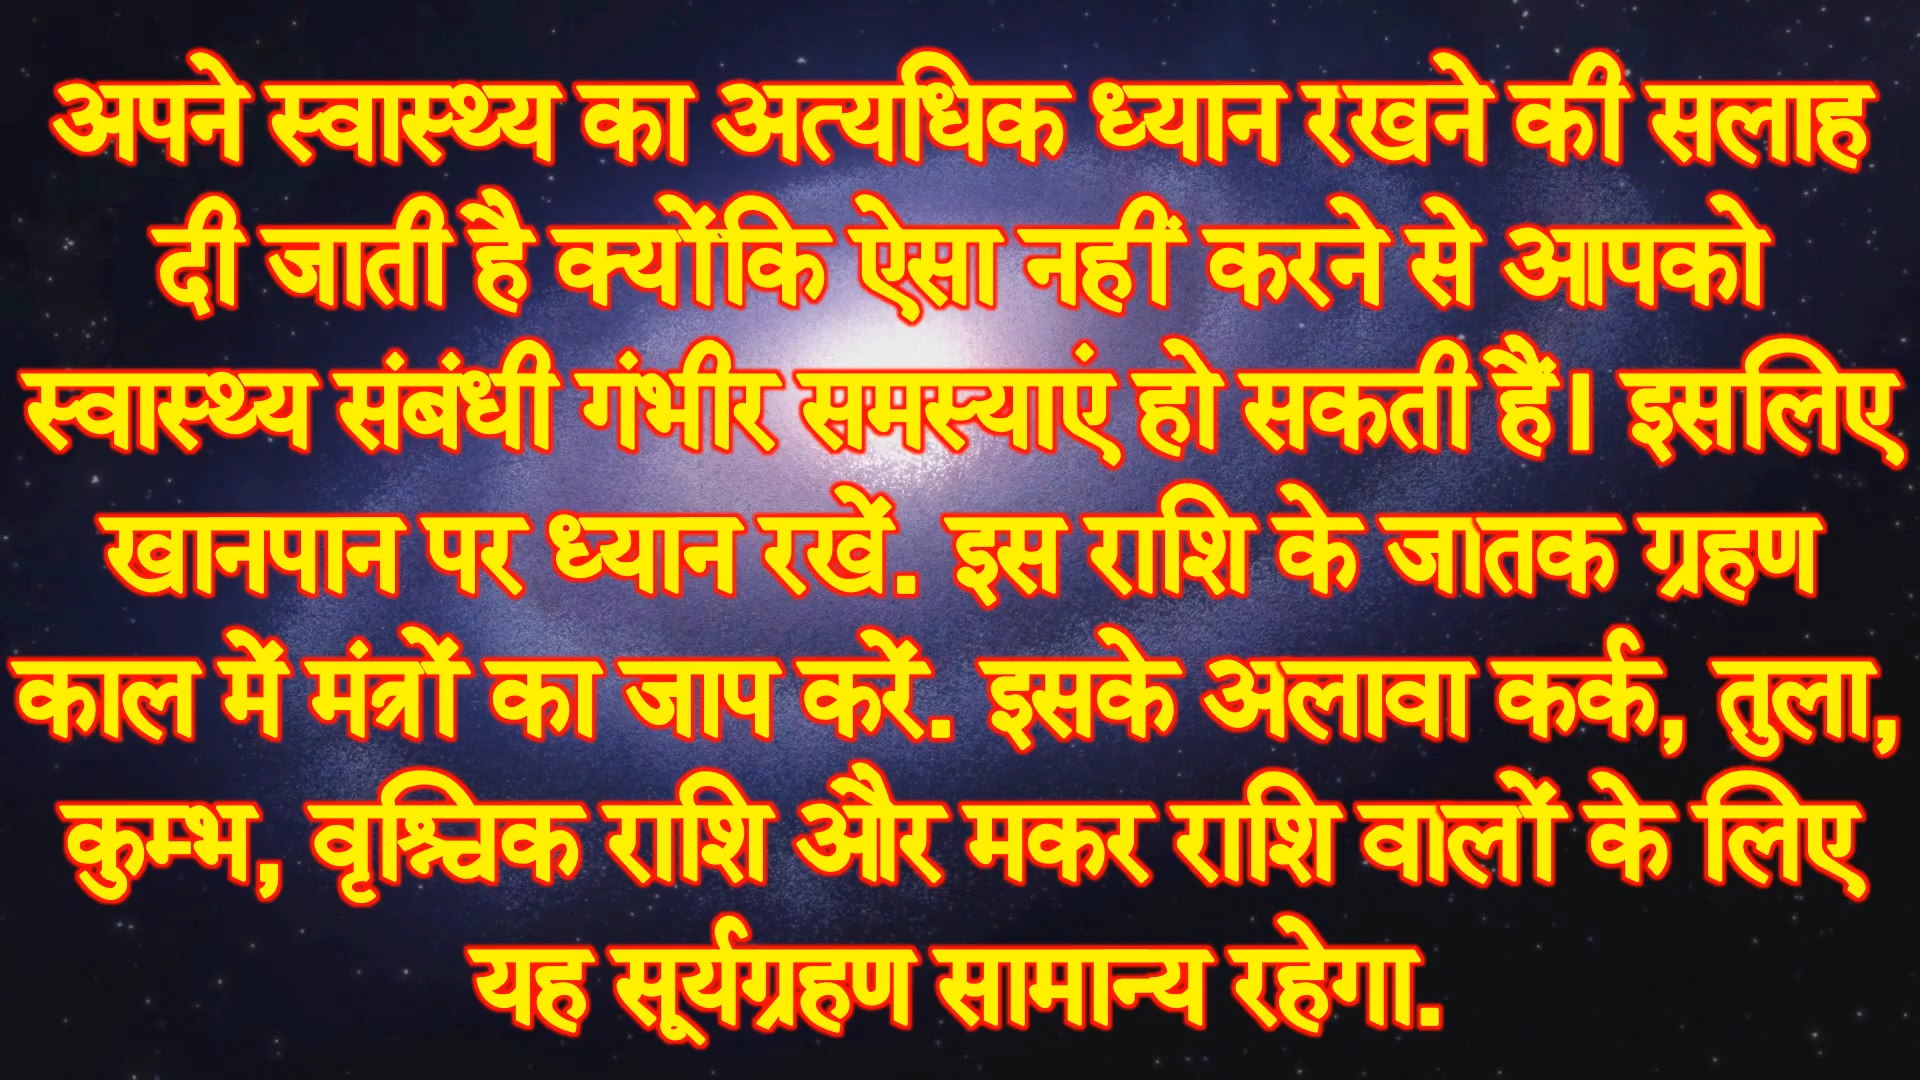 अपने स्वास्थ्य का अत्यधिक ध्यान रखने की सलाह
दी जाती है क्योंकि ऐसा नहीं करने से आपको
स्वास्थ्य संबंधी गंभीर समस्याएं हो सकती हैं। इसलिए
खानपान पर ध्यान रखें. इस राशि के जातक ग्रहण
काल में मंत्रों का जाप करें. इसके अलावा कर्क, तुला,
कुम्भ, वृश्चिक राशि और मकर राशि वालों के लिए
यह सूर्यग्रहण सामान्य रहेगा.